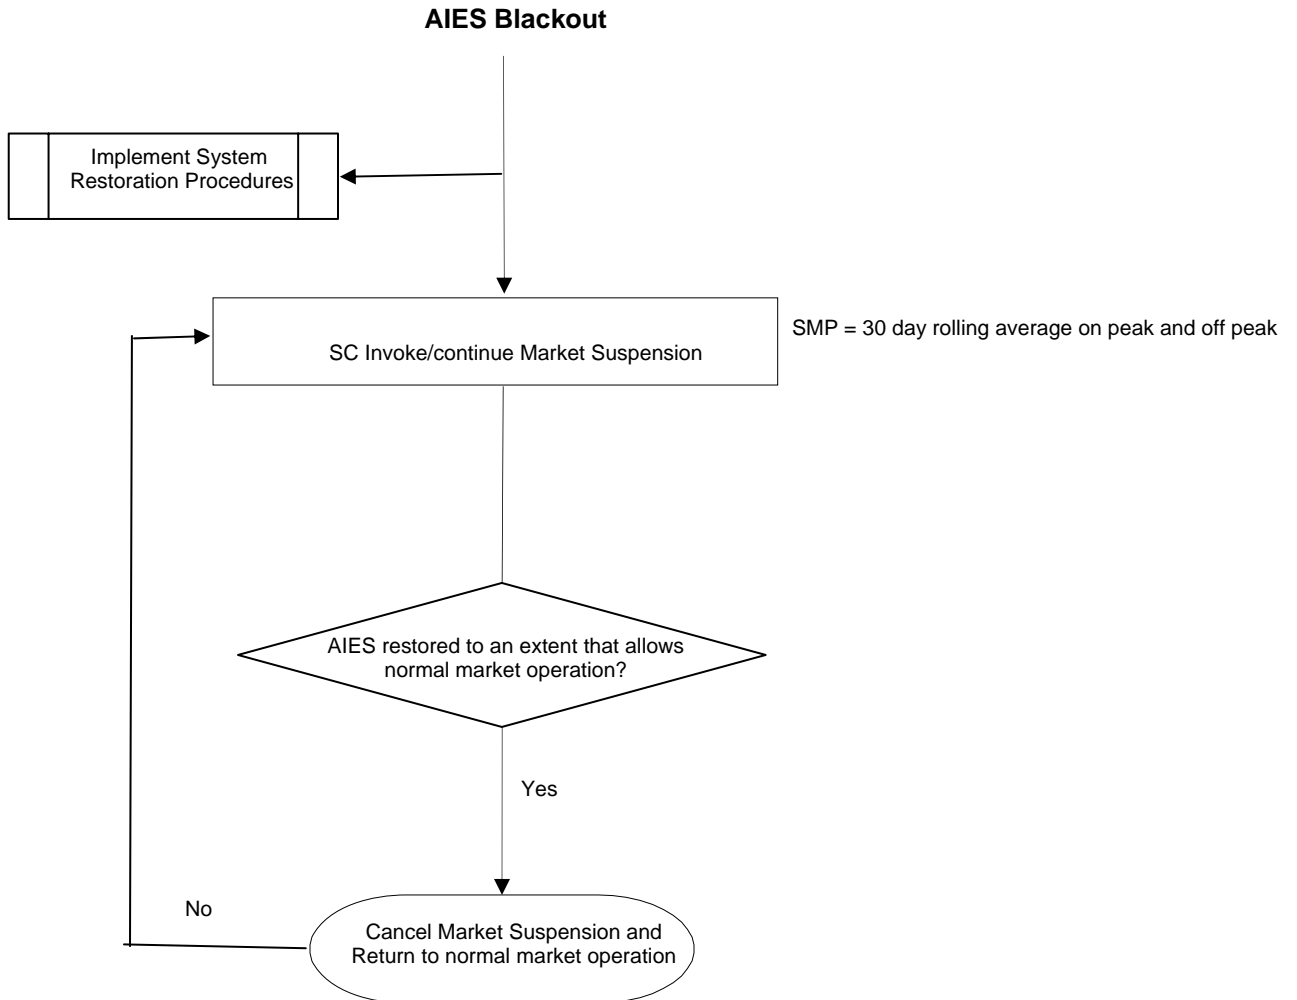 AIES Blackout
Implement System
Restoration Procedures
SMP = 30 day rolling average on peak and off peak
SC Invoke/continue Market Suspension
AIES restored to an extent that allows
normal market operation?
Yes
No
Cancel Market Suspension and
Return to normal market operation